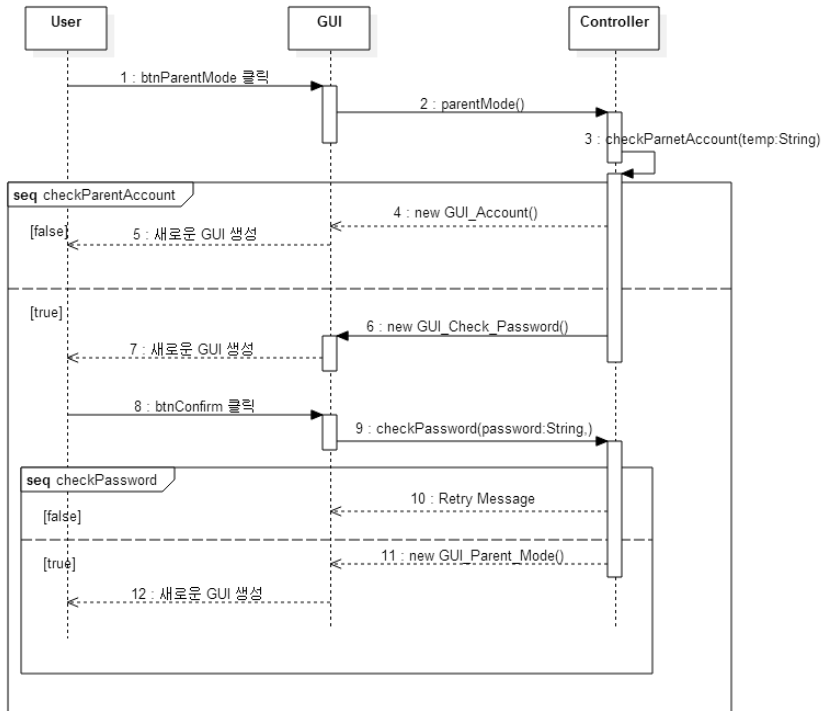 User
GUI
Controller
1 : btnParentMode 클릭
2 : parentMode()
3 : checkParnetAccount(temp:String)
seq checkParentAccount
4 : new GUI_Account()
[false]
5 : 새로운 GUI 생성
[true]
6 : new GUI_Check_Password()
7 : 새로운 GUI 생성
8 : btnConfirm 클릭
9 : checkPassword(password:String,)
seq checkPassword
10 : Retry Message
[false]
11 : new GUI_Parent_Mode()
[true]
12 : 새로운 GUI 생성